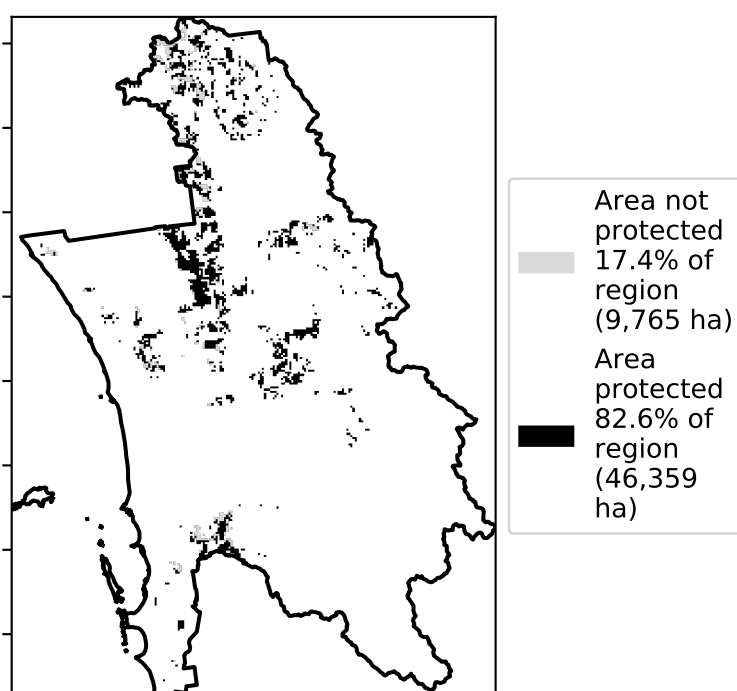 Area not
protected
17.4% of
region
(9,765 ha)
Area
protected
82.6% of
region
(46,359
ha)